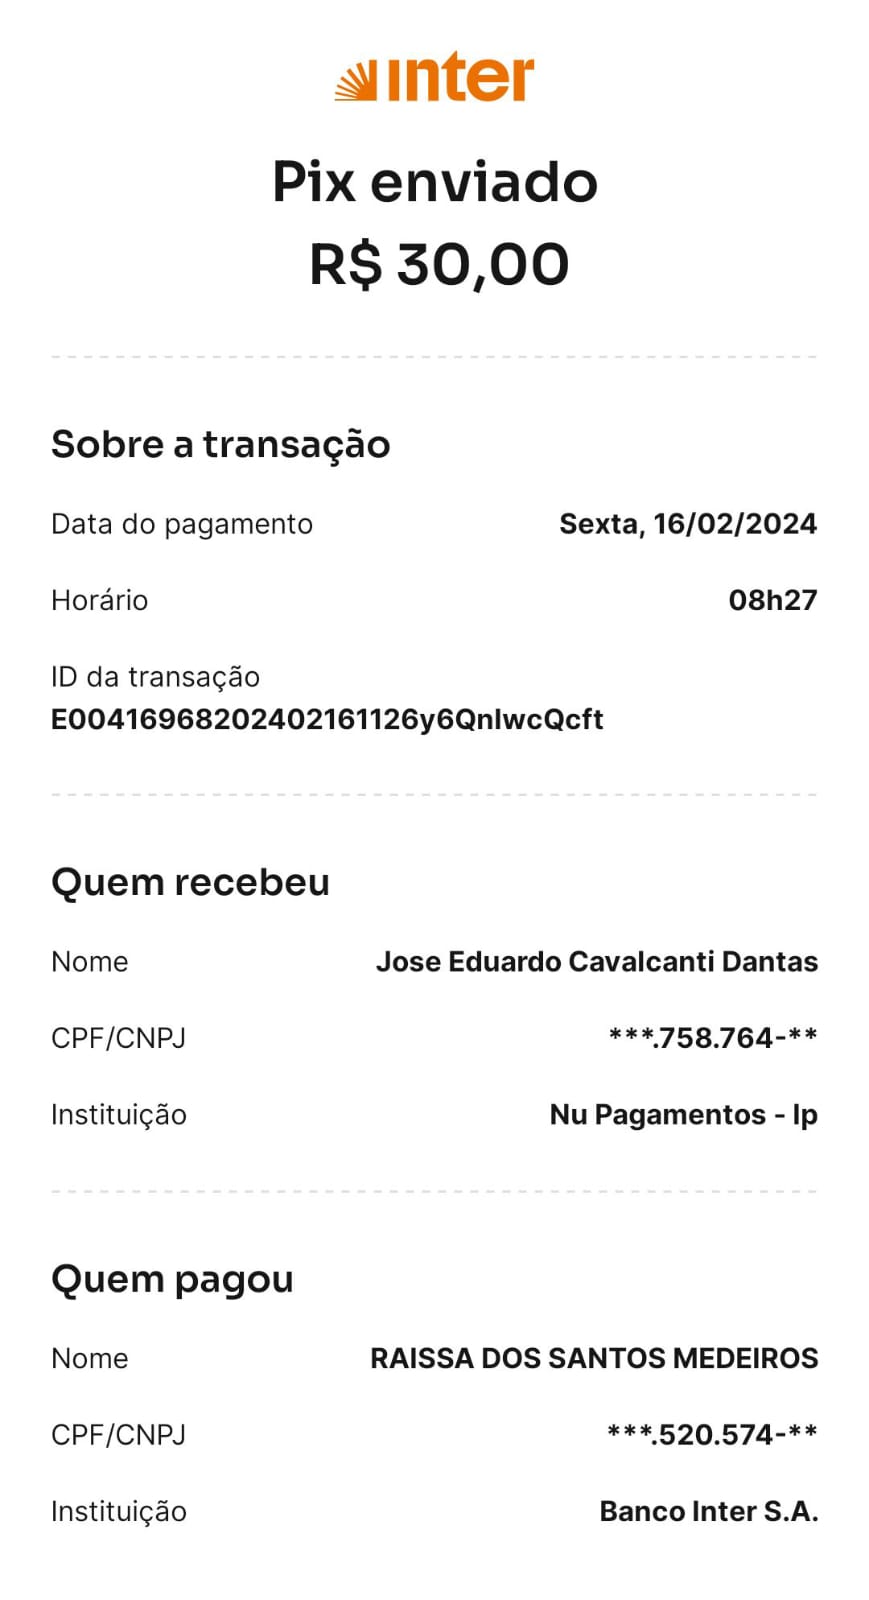 inter
Pix enviado
R$ 30,00
Sobre a transação
Data do pagamento Sexta, 16/02/2024
Horário 08h27
ID da transação
E00416968202402161126y6QnlwcQcft
Quem recebeu
Nome Jose Eduardo Cavalcanti Dantas
CPF/CNPJ ***.758.764-**
Instituição Nu Pagamentos - Ip
Quem pagou
Nome RAISSA DOS SANTOS MEDEIROS
CPF/CNPJ ***.520.574-**
Instituição Banco Inter S.A.